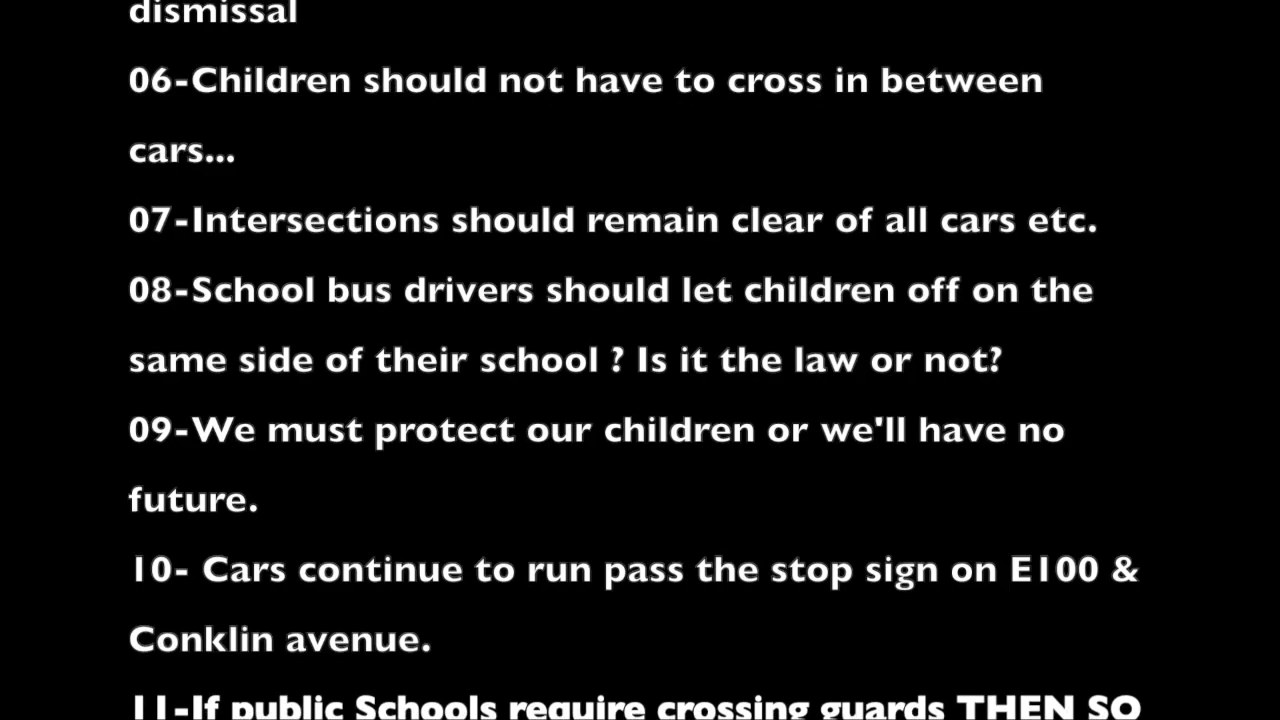 dismissal
06-Children should not have to cross in between
cars...
07-Intersections should remain clear of all cars etc.
08-School bus drivers should let children off on the
same side of their school ? Is it the law or not?
09-We must protect our children or we'll have no
future.
10- Cars continue to run pass the stop sign on E100 &
Conklin avenue.
11-If public Schools require crossing guards THEN SO